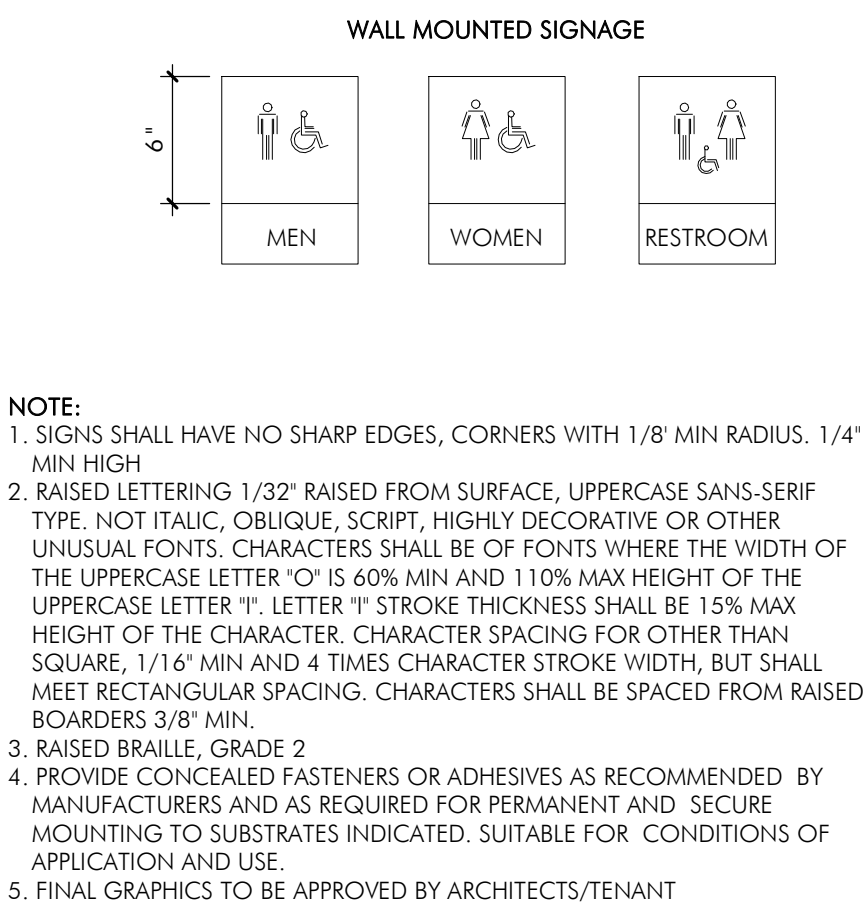 WALL MOUNTED SIGNAGE
6"
MEN
WOMEN
RESTROOM
NOTE:
1. SIGNS SHALL HAVE NO SHARP EDGES, CORNERS WITH 1/8' MIN RADIUS. 1/4"
MIN HIGH
2. RAISED LETTERING 1/32" RAISED FROM SURFACE, UPPERCASE SANS-SERIF
TYPE. NOT ITALIC, OBLIQUE, SCRIPT, HIGHLY DECORATIVE OR OTHER
UNUSUAL FONTS. CHARACTERS SHALL BE OF FONTS WHERE THE WIDTH OF
THE UPPERCASE LETTER "O" IS 60% MIN AND 110% MAX HEIGHT OF THE
UPPERCASE LETTER "I". LETTER "I" STROKE THICKNESS SHALL BE 15% MAX
HEIGHT OF THE CHARACTER. CHARACTER SPACING FOR OTHER THAN
SQUARE, 1/16" MIN AND 4 TIMES CHARACTER STROKE WIDTH, BUT SHALL
MEET RECTANGULAR SPACING. CHARACTERS SHALL BE SPACED FROM RAISED
BOARDERS 3/8" MIN.
3. RAISED BRAILLE, GRADE 2
4. PROVIDE CONCEALED FASTENERS OR ADHESIVES AS RECOMMENDED BY
MANUFACTURERS AND AS REQUIRED FOR PERMANENT AND SECURE
MOUNTING TO SUBSTRATES INDICATED. SUITABLE FOR CONDITIONS OF
APPLICATION AND USE.
5. FINAL GRAPHICS TO BE APPROVED BY ARCHITECTS/TENANT